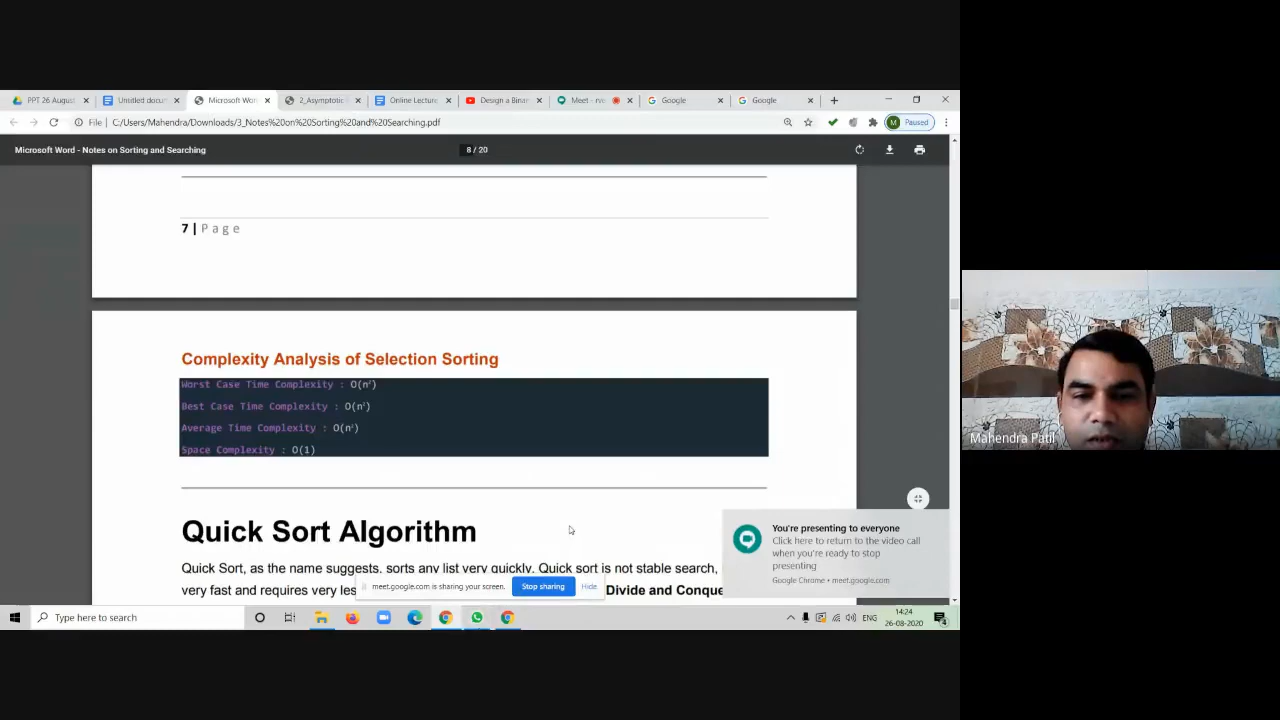 PPT 26 August
Untitled docu
Microsoft Wor
2_Asymptotic
Online Lecture
Design a Bina
Meet - rve
Google
Google
File | C:/Users/Mahendra/Downloads/3_Notes%20on%20Sorting%20and%20Searching.pdf
M Paused
Microsoft Word - Notes on Sorting and Searching
8 / 20
7 | Page
Complexity Analysis of Selection Sorting
Worst Case Time Complexity : O(n²)
Best Case Time Complexity : O(n²)
Average Time Complexity : O(n²)
Space Complexity : O(1)
Mahendra Patil
Quick Sort Algorithm
You're presenting to everyone
Click here to return to the video call
when you're ready to stop
presenting
Google Chrome • meet.google.com
Quick Sort, as the name suggests, sorts any list very quickly. Quick sort is not stable search,
very fast and requires very les
Divide and Conque
meet.google.com is sharing your screen.
Stop sharing
Hide
Type here to search
ENG
14:24
26-08-2020
4